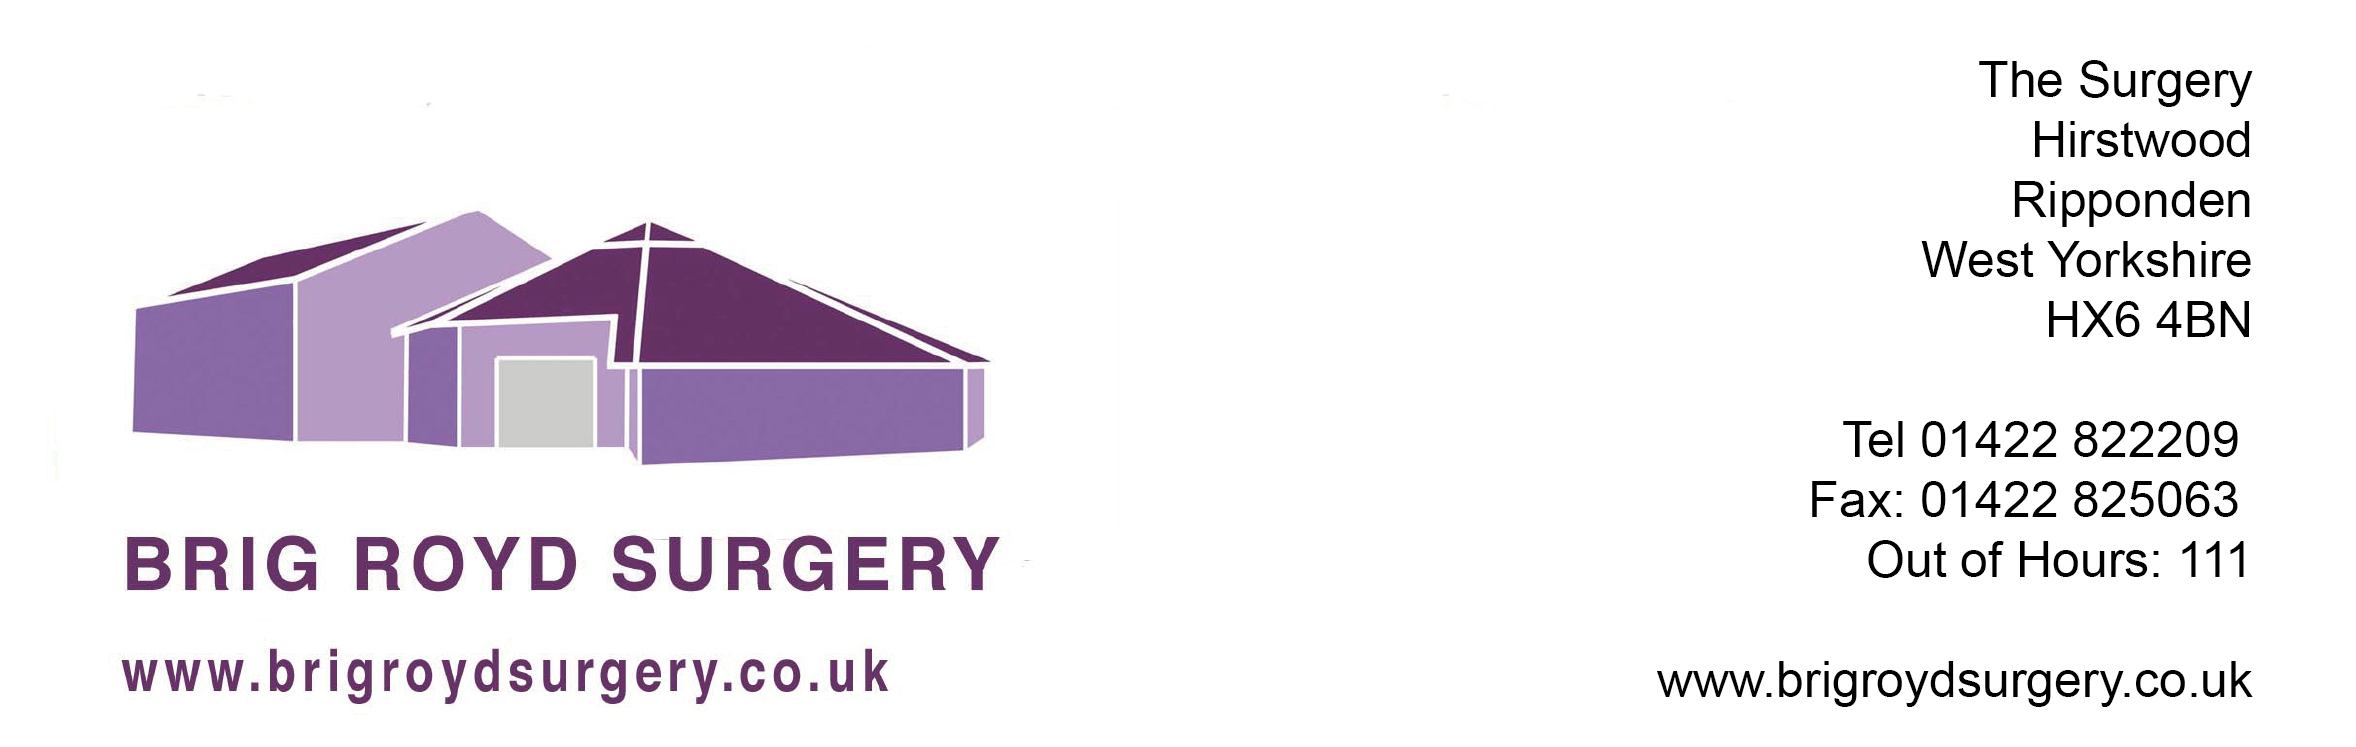 BRIG ROYD SURGERY
www.brigroydsurgery.co.uk
The Surgery
Hirstwood
Ripponden
West Yorkshire
HX6 4BN
Tel 01422 822209
Fax: 01422 825063
Out of Hours: 111
www.brigroydsurgery.co.uk